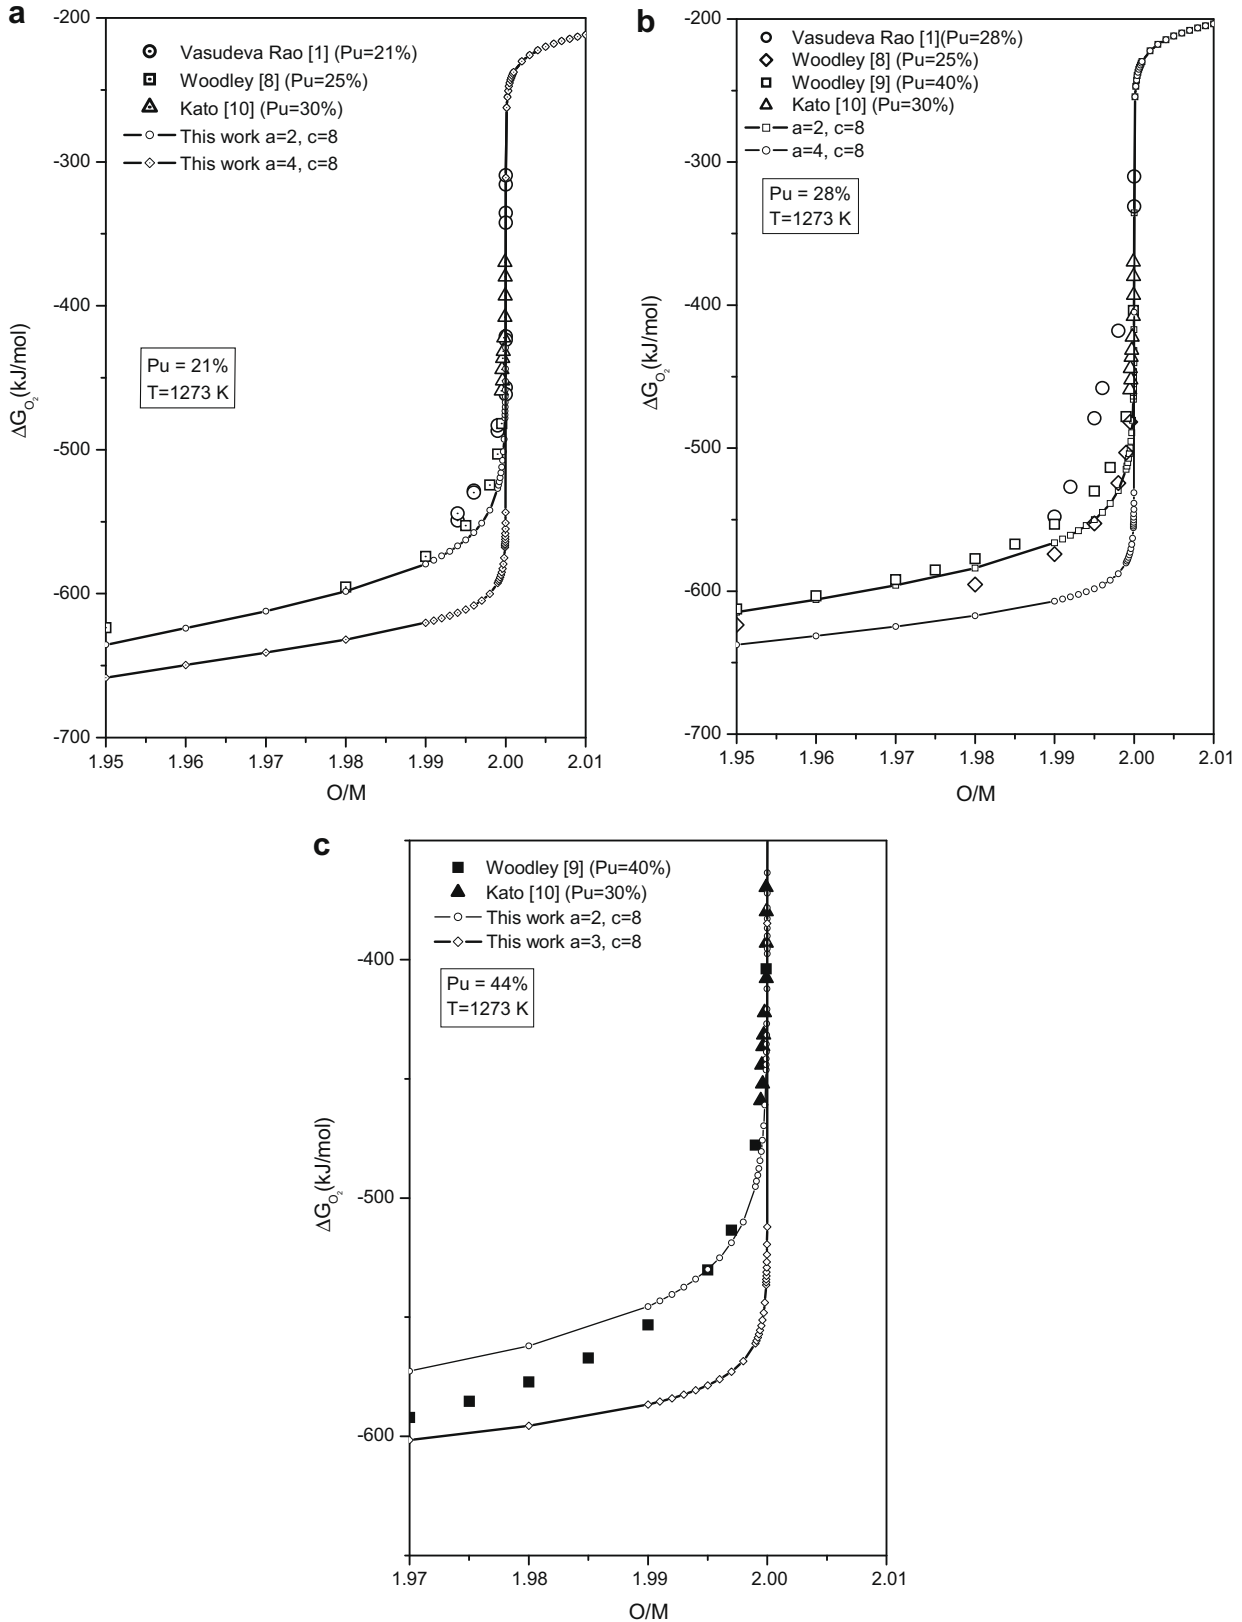 a
-200
-300
-400
-500
-600
-700
ΔG_O₂(kJ/mol)
Vasudeva Rao [1] (Pu=21%)
Woodley [8] (Pu=25%)
Kato [10] (Pu=30%)
This work a=2, c=8
This work a=4, c=8
Pu = 21%
T=1273 K
1.95 1.96 1.97 1.98 1.99 2.00 2.01
O/M
b
-200
-300
-400
-500
-600
-700
ΔG_O₂(kJ/mol)
Vasudeva Rao [1](Pu=28%)
Woodley [8] (Pu=25%)
Woodley [9] (Pu=40%)
Kato [10] (Pu=30%)
a=2, c=8
a=4, c=8
Pu = 28%
T=1273 K
1.95 1.96 1.97 1.98 1.99 2.00 2.01
O/M
c
-400
-500
-600
ΔG_O₂(kJ/mol)
Woodley [9] (Pu=40%)
Kato [10] (Pu=30%)
This work a=2, c=8
This work a=3, c=8
Pu = 44%
T=1273 K
1.97 1.98 1.99 2.00 2.01
O/M